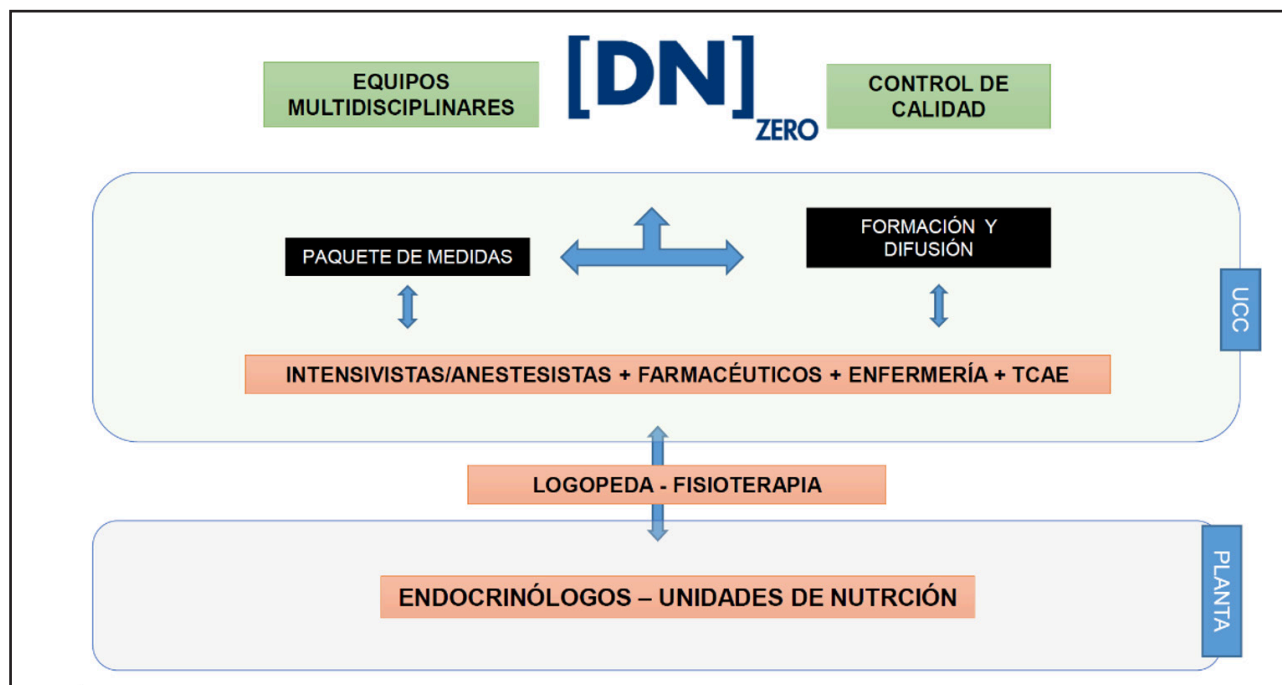 EQUIPOS
MULTIDISCIPLINARES
[DN]
ZERO
CONTROL DE
CALIDAD
PAQUETE DE MEDIDAS
FORMACIÓN Y
DIFUSIÓN
UCC
INTENSIVISTAS/ANESTESISTAS + FARMACÉUTICOS + ENFERMERÍA + TCAE
LOGOPEDA - FISIOTERAPIA
ENDOCRINÓLOGOS – UNIDADES DE NUTRCIÓN
PLANTA